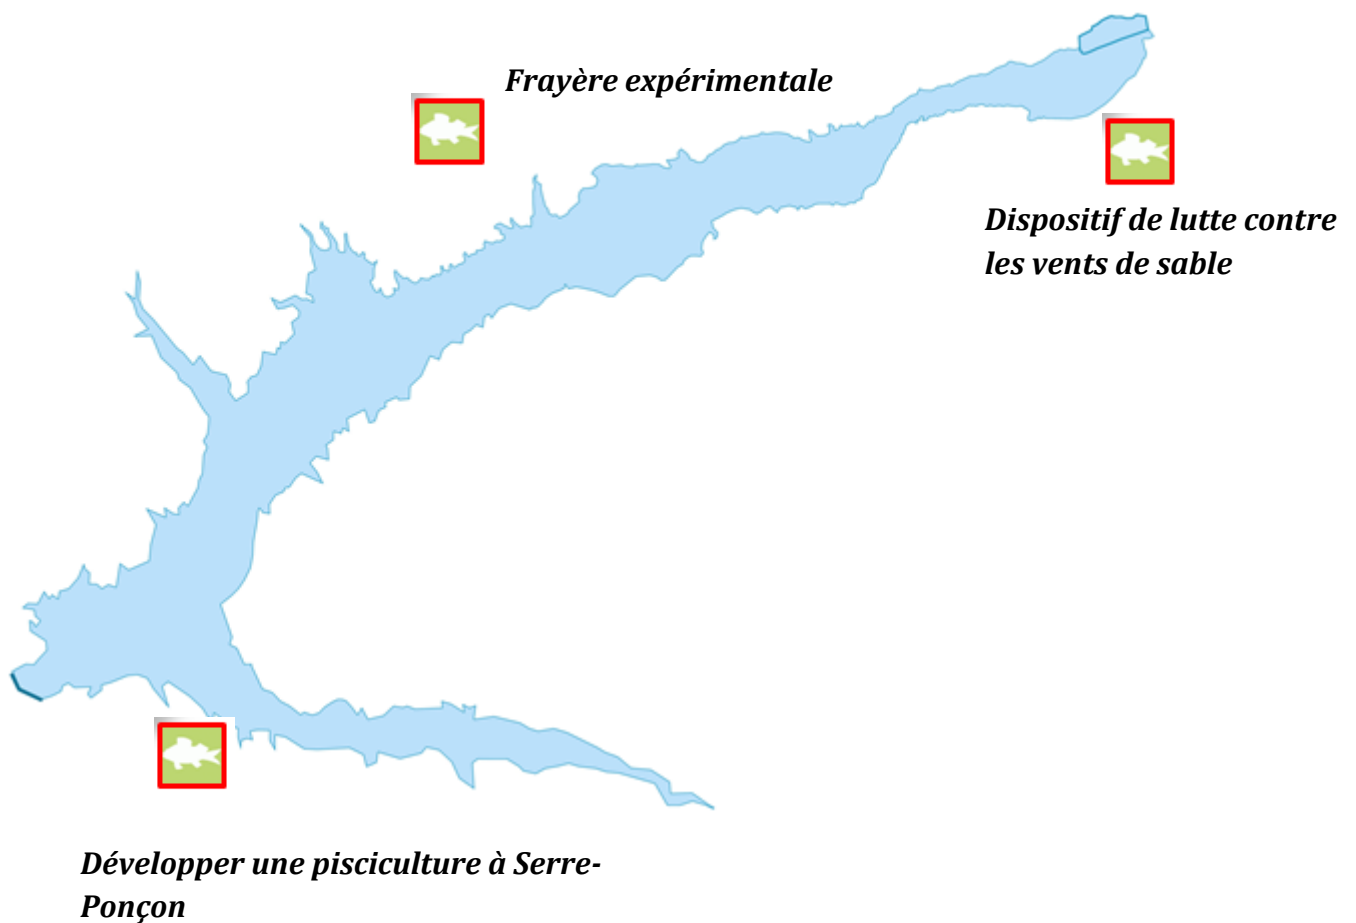 Frayère expérimentale
Dispositif de lutte contre
les vents de sable
Développer une pisciculture à Serre-
Ponçon